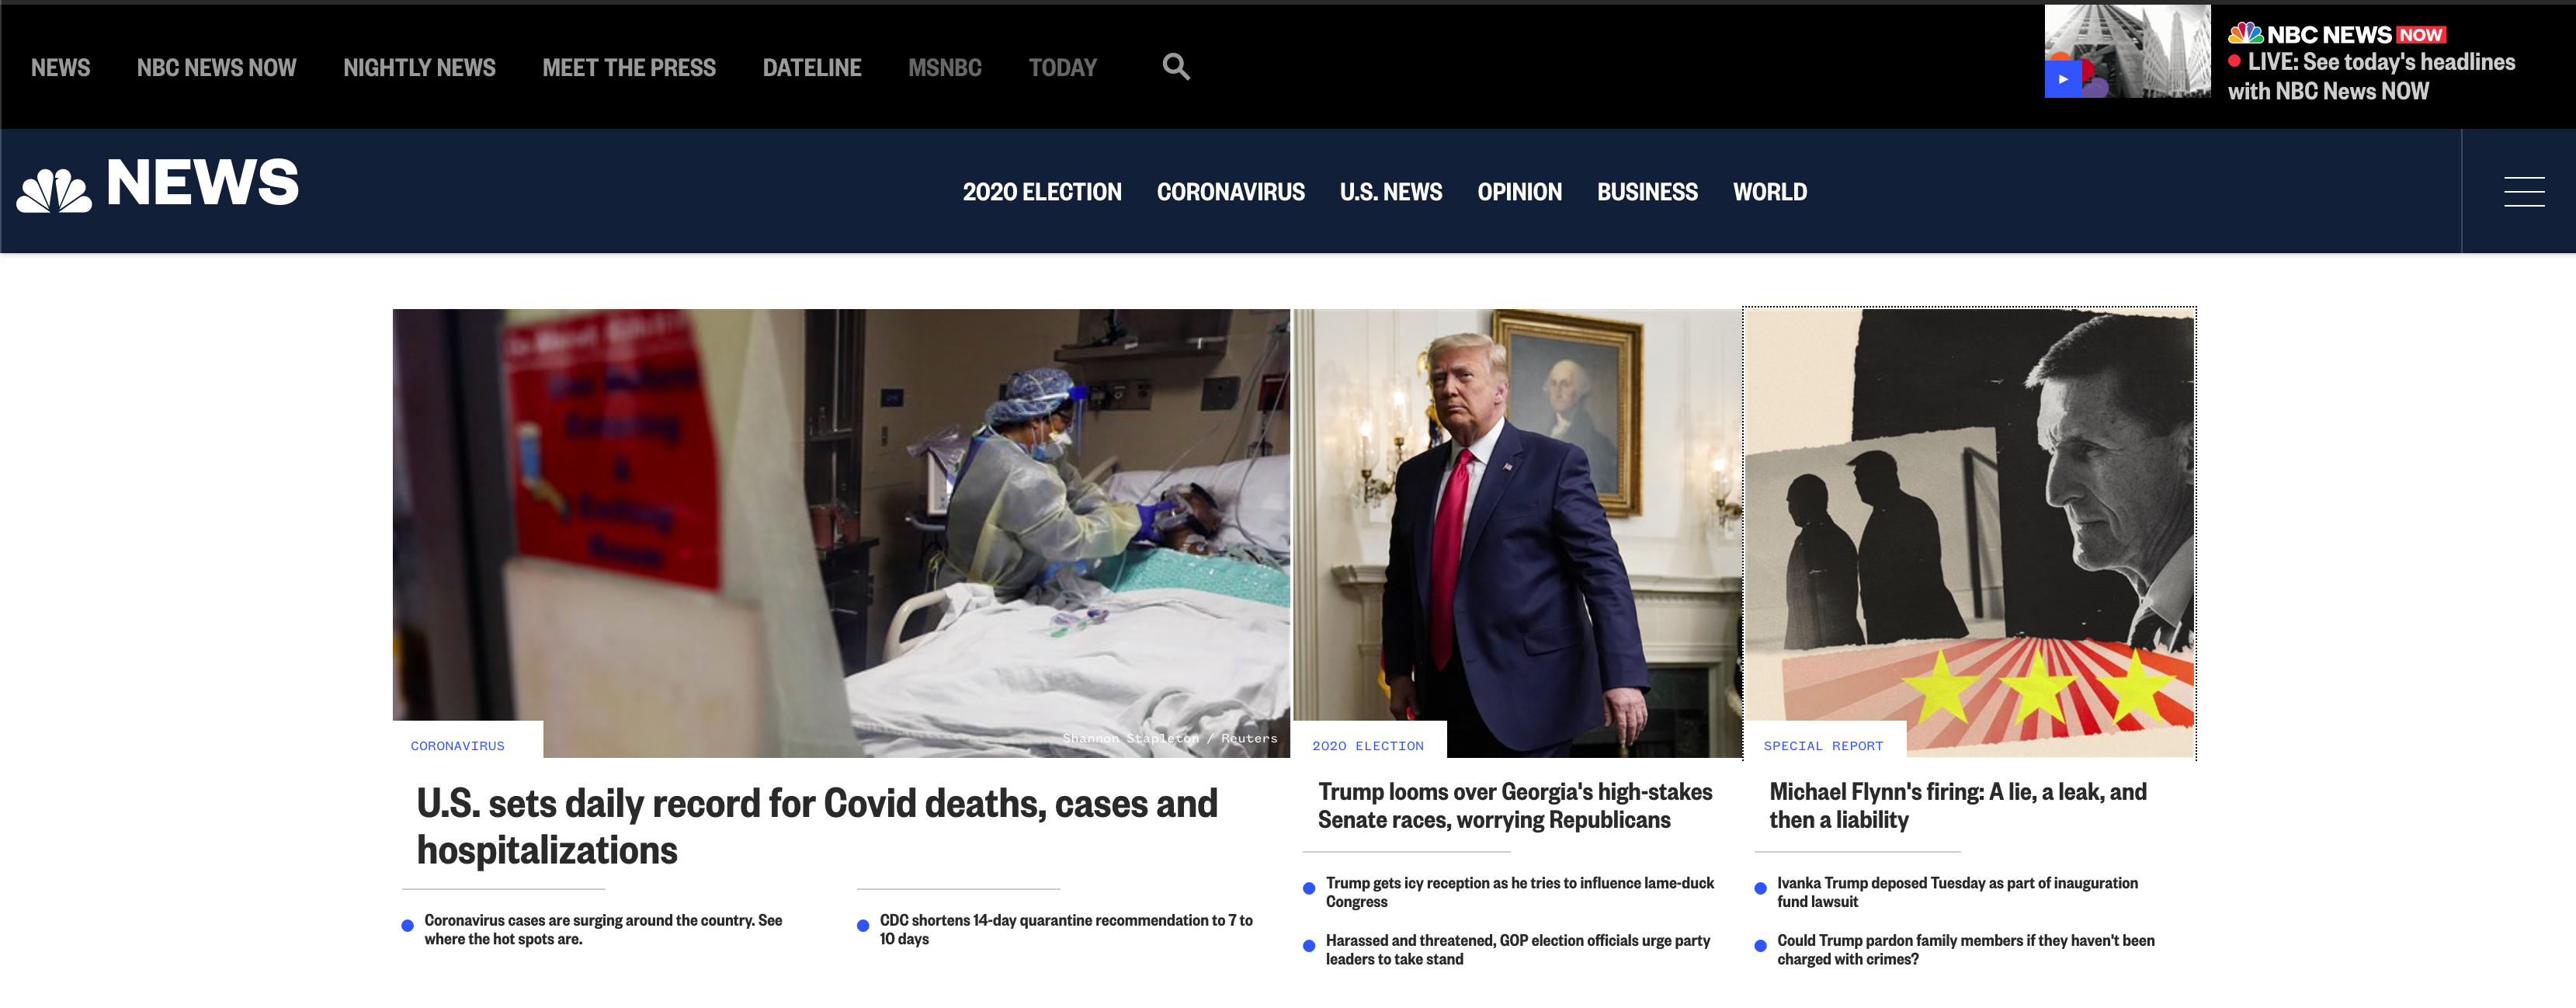 NEWS
NBC NEWS NOW
NIGHTLY NEWS
MEET THE PRESS
DATELINE
MSNBC
TODAY
NBC NEWS NOW
LIVE: See today's headlines
with NBC News NOW
NEWS
2020 ELECTION
CORONAVIRUS
U.S. NEWS
OPINION
BUSINESS
WORLD
Shannon Stapleton / Reuters
CORONAVIRUS
U.S. sets daily record for Covid deaths, cases and
hospitalizations
Coronavirus cases are surging around the country. See
where the hot spots are.
CDC shortens 14-day quarantine recommendation to 7 to
10 days
2020 ELECTION
Trump looms over Georgia's high-stakes
Senate races, worrying Republicans
Trump gets icy reception as he tries to influence lame-duck
Congress
Harassed and threatened, GOP election officials urge party
leaders to take stand
SPECIAL REPORT
Michael Flynn's firing: A lie, a leak, and
then a liability
Ivanka Trump deposed Tuesday as part of inauguration
fund lawsuit
Could Trump pardon family members if they haven't been
charged with crimes?